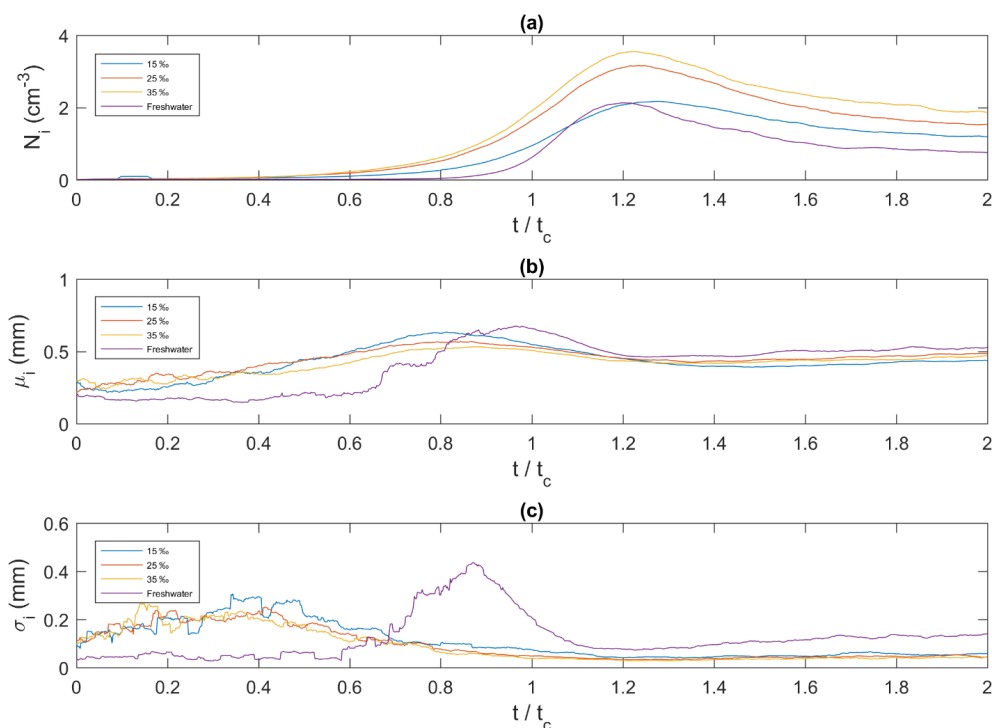 (a)
N_i (cm^-3)
4
2
0
15 ‰
25 ‰
35 ‰
Freshwater
0 0.2 0.4 0.6 0.8 1 1.2 1.4 1.6 1.8 2
t / t_c
(b)
μ_i (mm)
1
0.5
0
15 ‰
25 ‰
35 ‰
Freshwater
0 0.2 0.4 0.6 0.8 1 1.2 1.4 1.6 1.8 2
t / t_c
(c)
σ_i (mm)
0.6
0.4
0.2
0
15 ‰
25 ‰
35 ‰
Freshwater
0 0.2 0.4 0.6 0.8 1 1.2 1.4 1.6 1.8 2
t / t_c